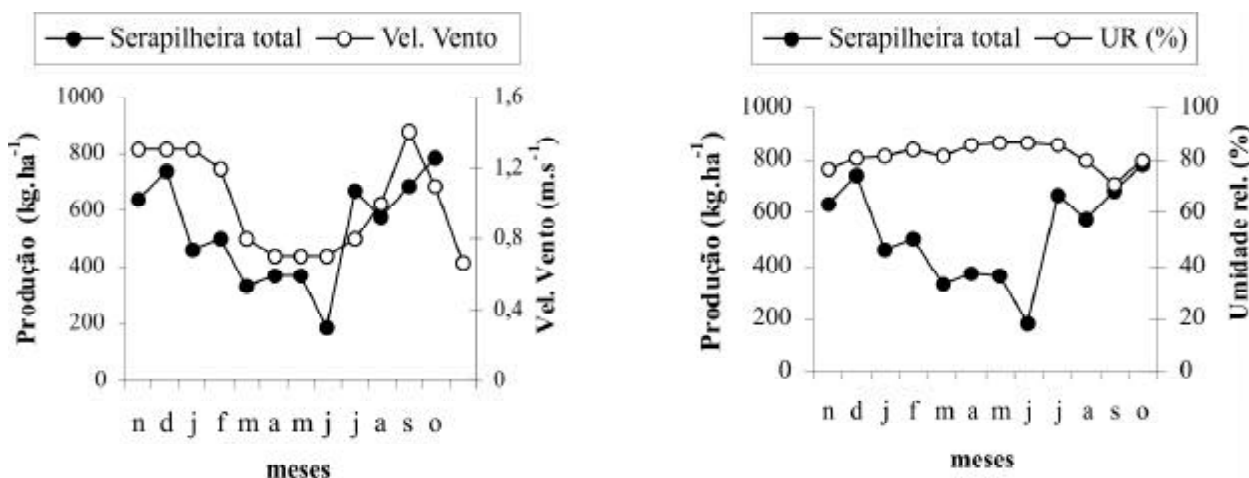 Serapilheira total Vel. Vento
1000
800
600
400
200
0
Produção (kg.ha⁻¹)
1,6
1,2
0,8
0,4
0
Vel. Vento (m.s⁻¹)
n d j f m a m j j a s o
meses
Serapilheira total UR (%)
1000
800
600
400
200
0
Produção (kg.ha⁻¹)
100
80
60
40
20
0
Umidade rel. (%)
n d j f m a m j j a s o
meses